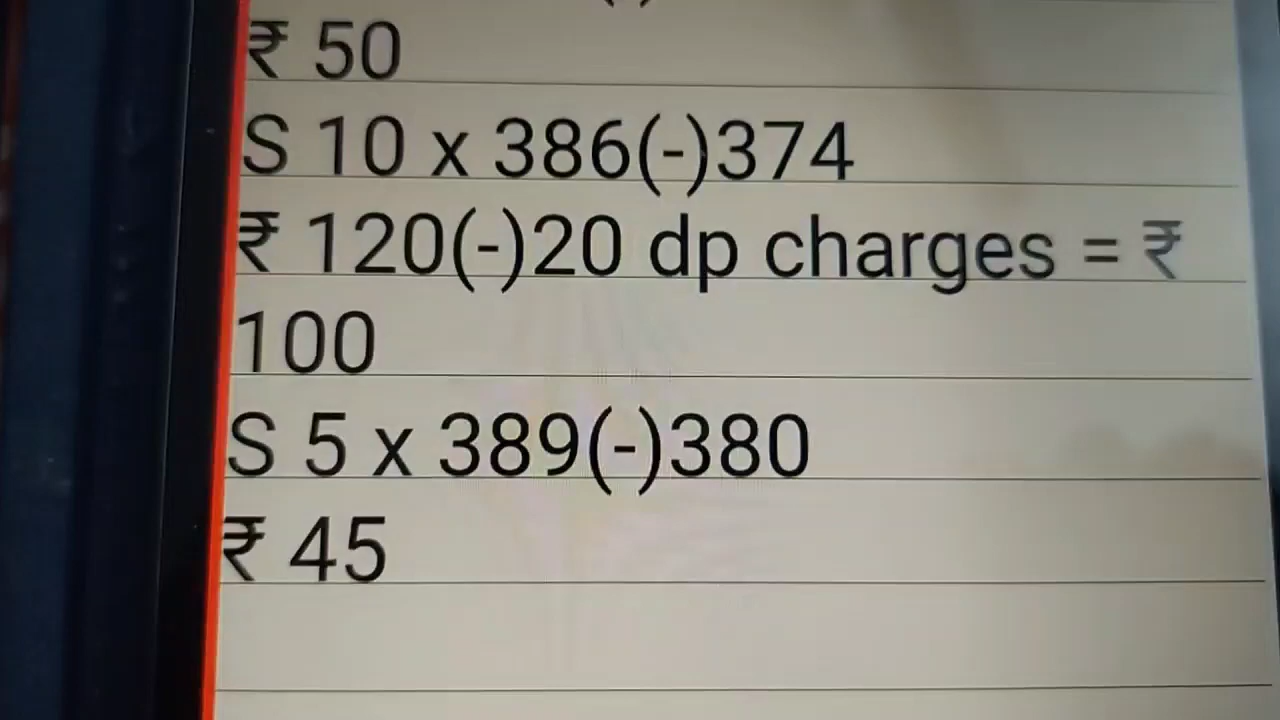 ₹ 50
S 10 x 386(-)374
₹ 120(-)20 dp charges = ₹
100
S 5 x 389(-)380
₹ 45